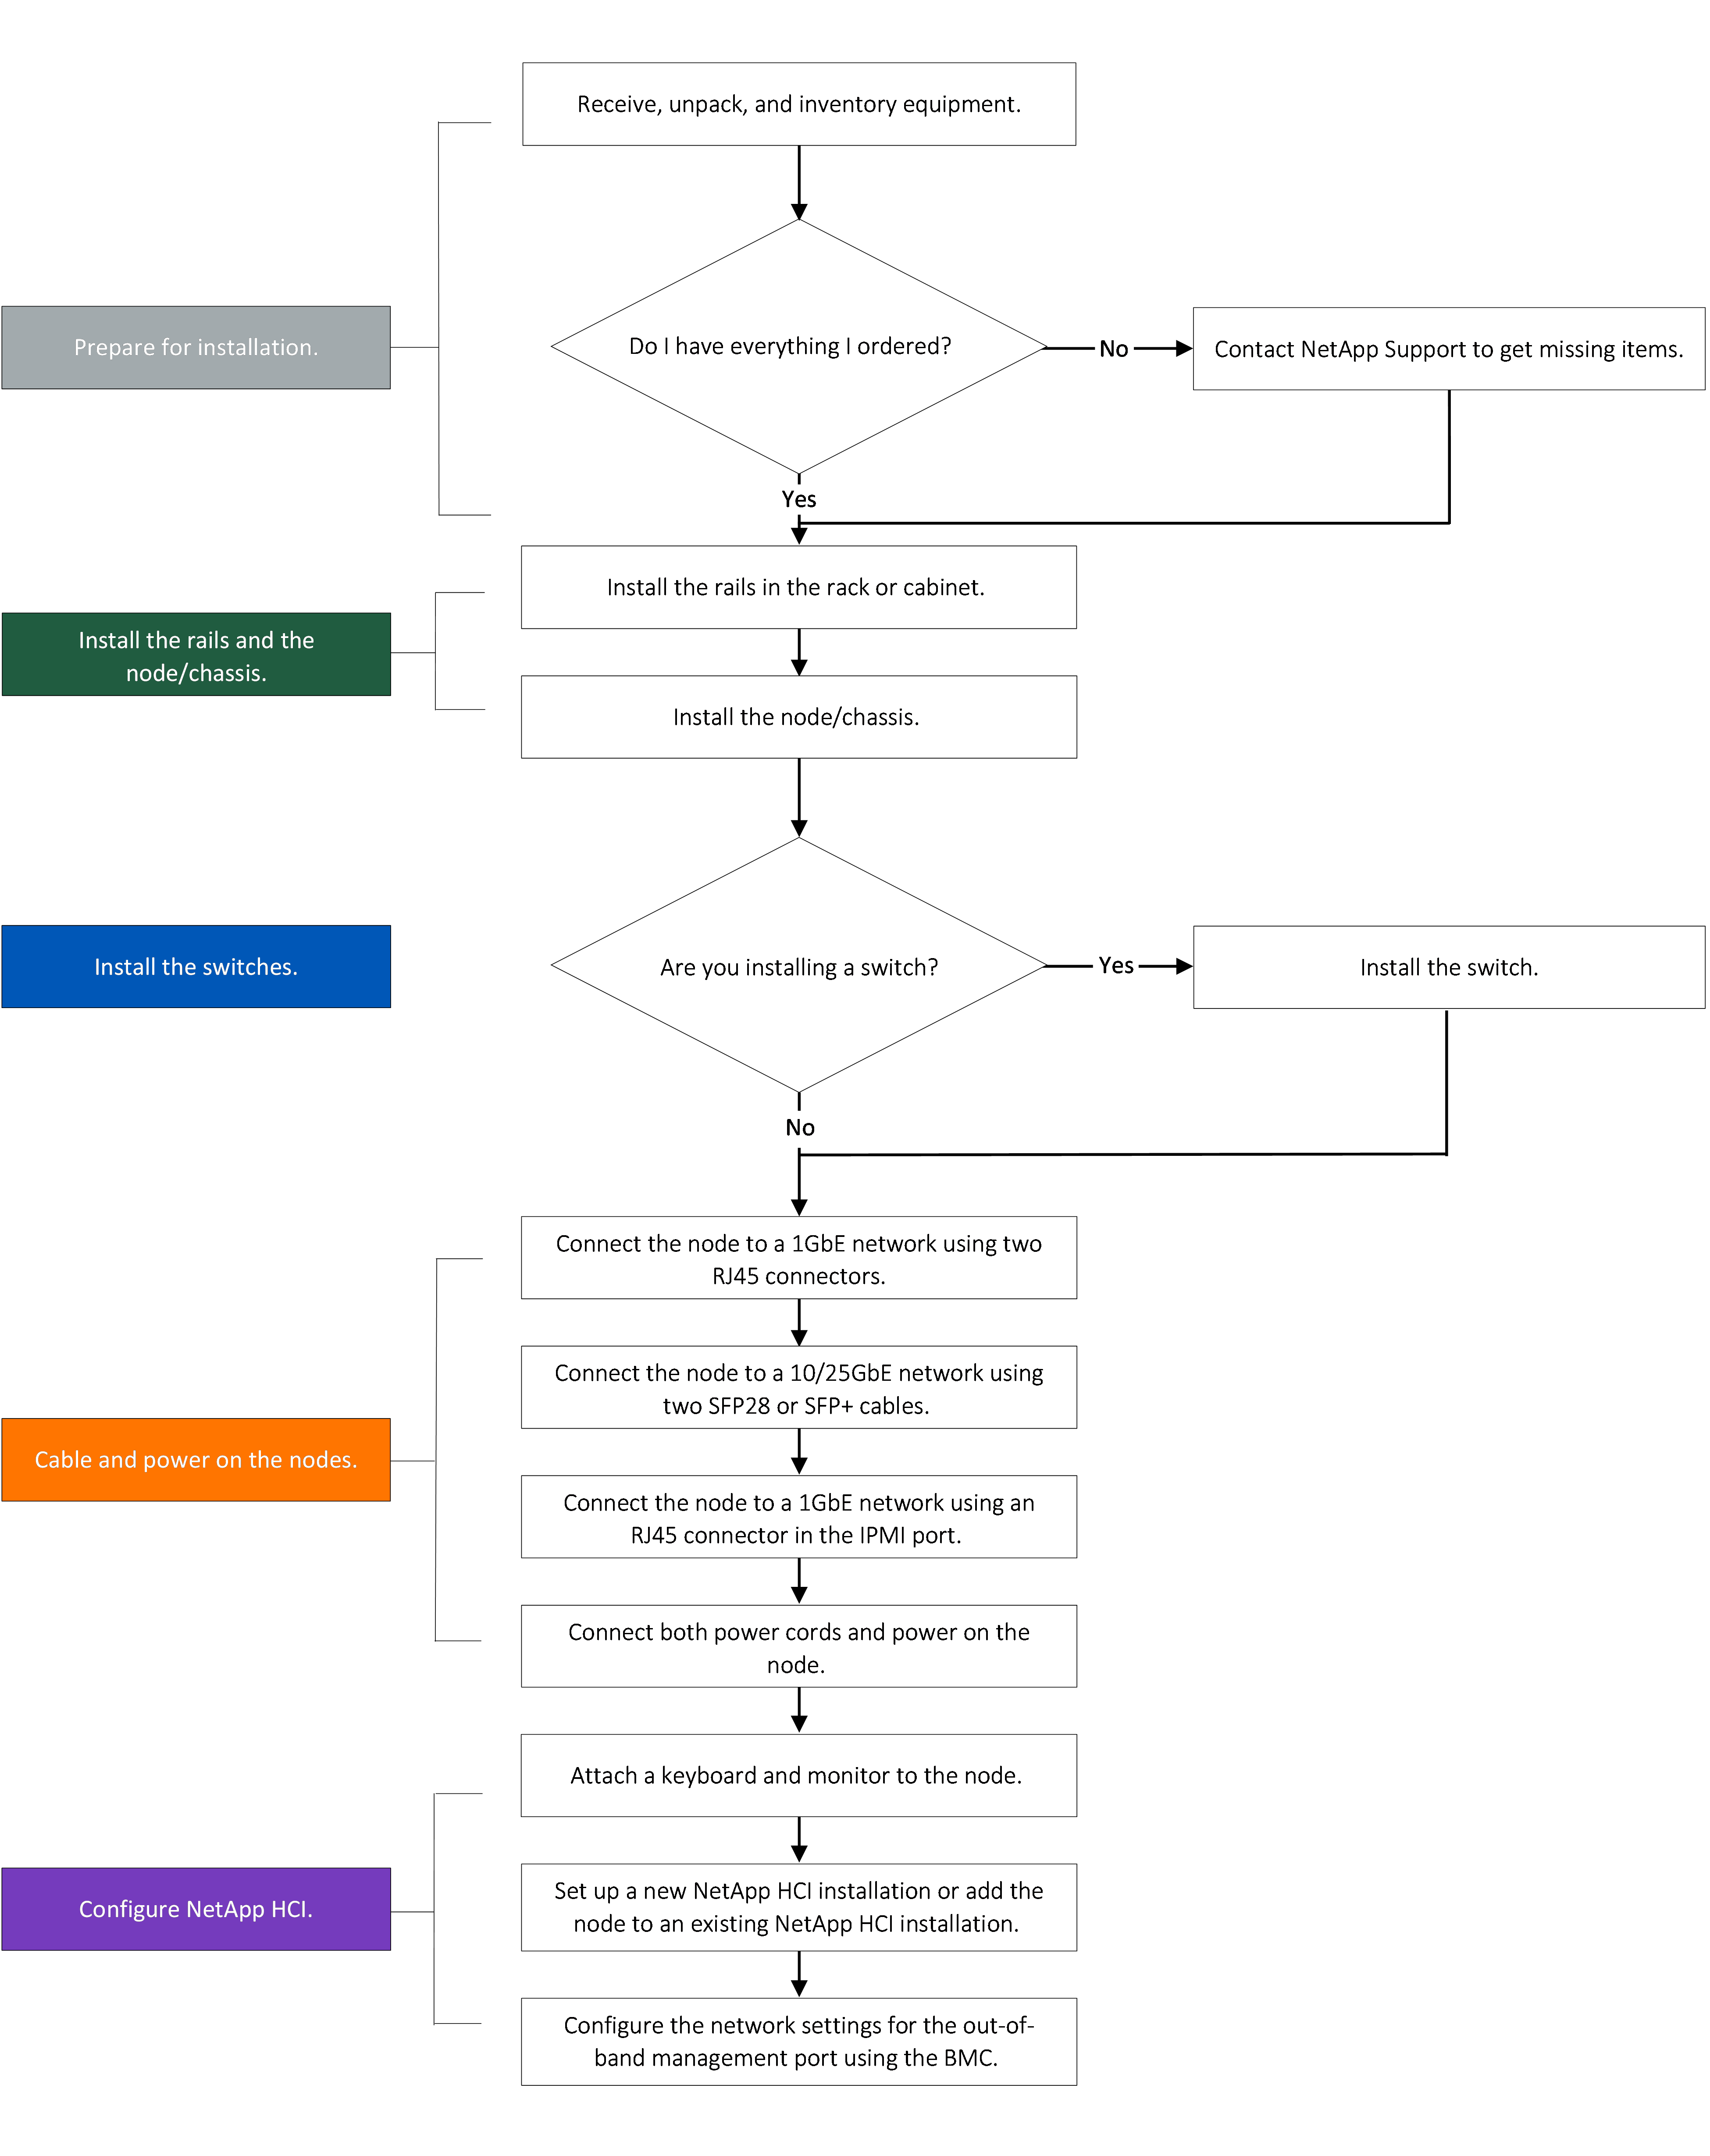 Receive, unpack, and inventory equipment.
Prepare for installation.
Do I have everything I ordered?
No
Contact NetApp Support to get missing items.
Yes
Install the rails in the rack or cabinet.
Install the rails and the
node/chassis.
Install the node/chassis.
Install the switches.
Are you installing a switch?
Yes
Install the switch.
No
Connect the node to a 1GbE network using two
RJ45 connectors.
Connect the node to a 10/25GbE network using
two SFP28 or SFP+ cables.
Cable and power on the nodes.
Connect the node to a 1GbE network using an
RJ45 connector in the IPMI port.
Connect both power cords and power on the
node.
Attach a keyboard and monitor to the node.
Configure NetApp HCI.
Set up a new NetApp HCI installation or add the
node to an existing NetApp HCI installation.
Configure the network settings for the out-of-
band management port using the BMC.